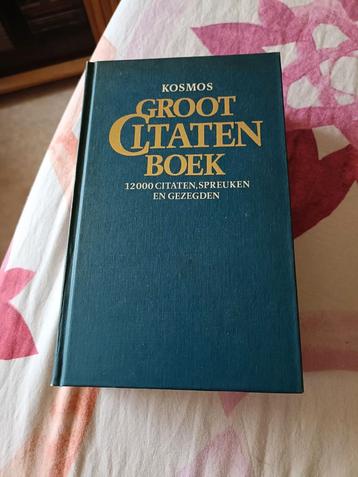 KOSMOS
GROOT
CITATEN
BOEK
12000 CITATEN, SPREUKEN
EN GEZEGDEN